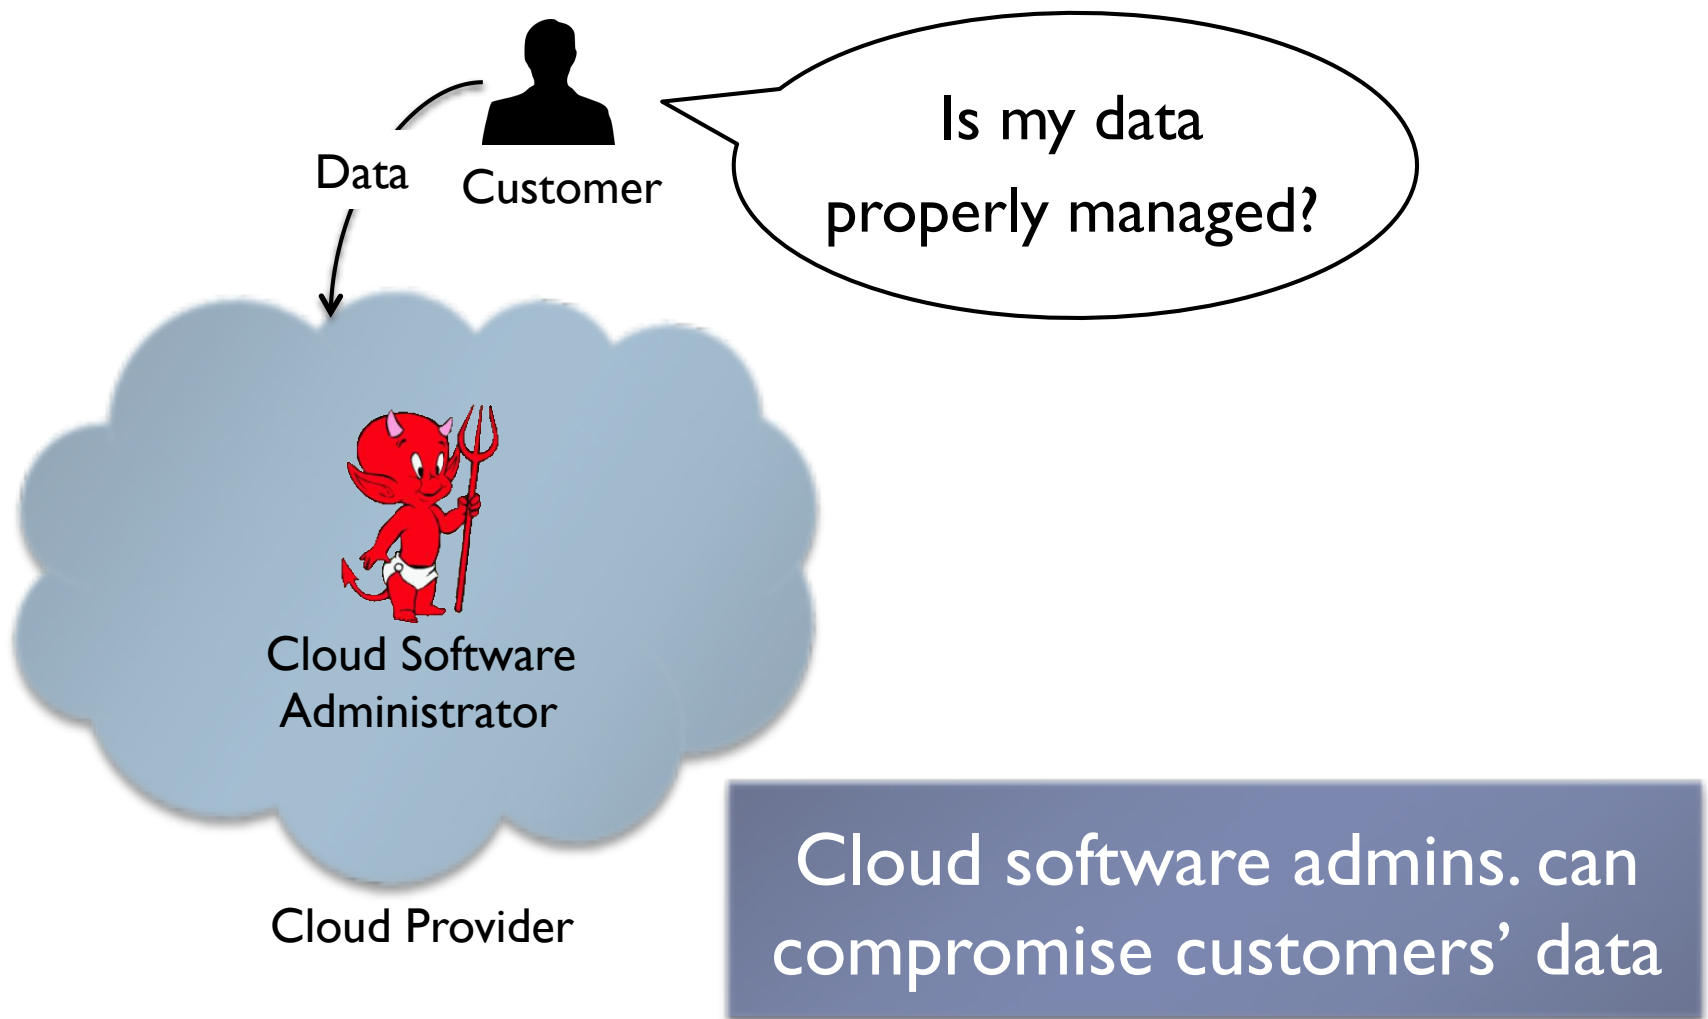 Is my data
properly managed?
Data
Customer
Cloud Software
Administrator
Cloud Provider
Cloud software admins. can
compromise customers’ data